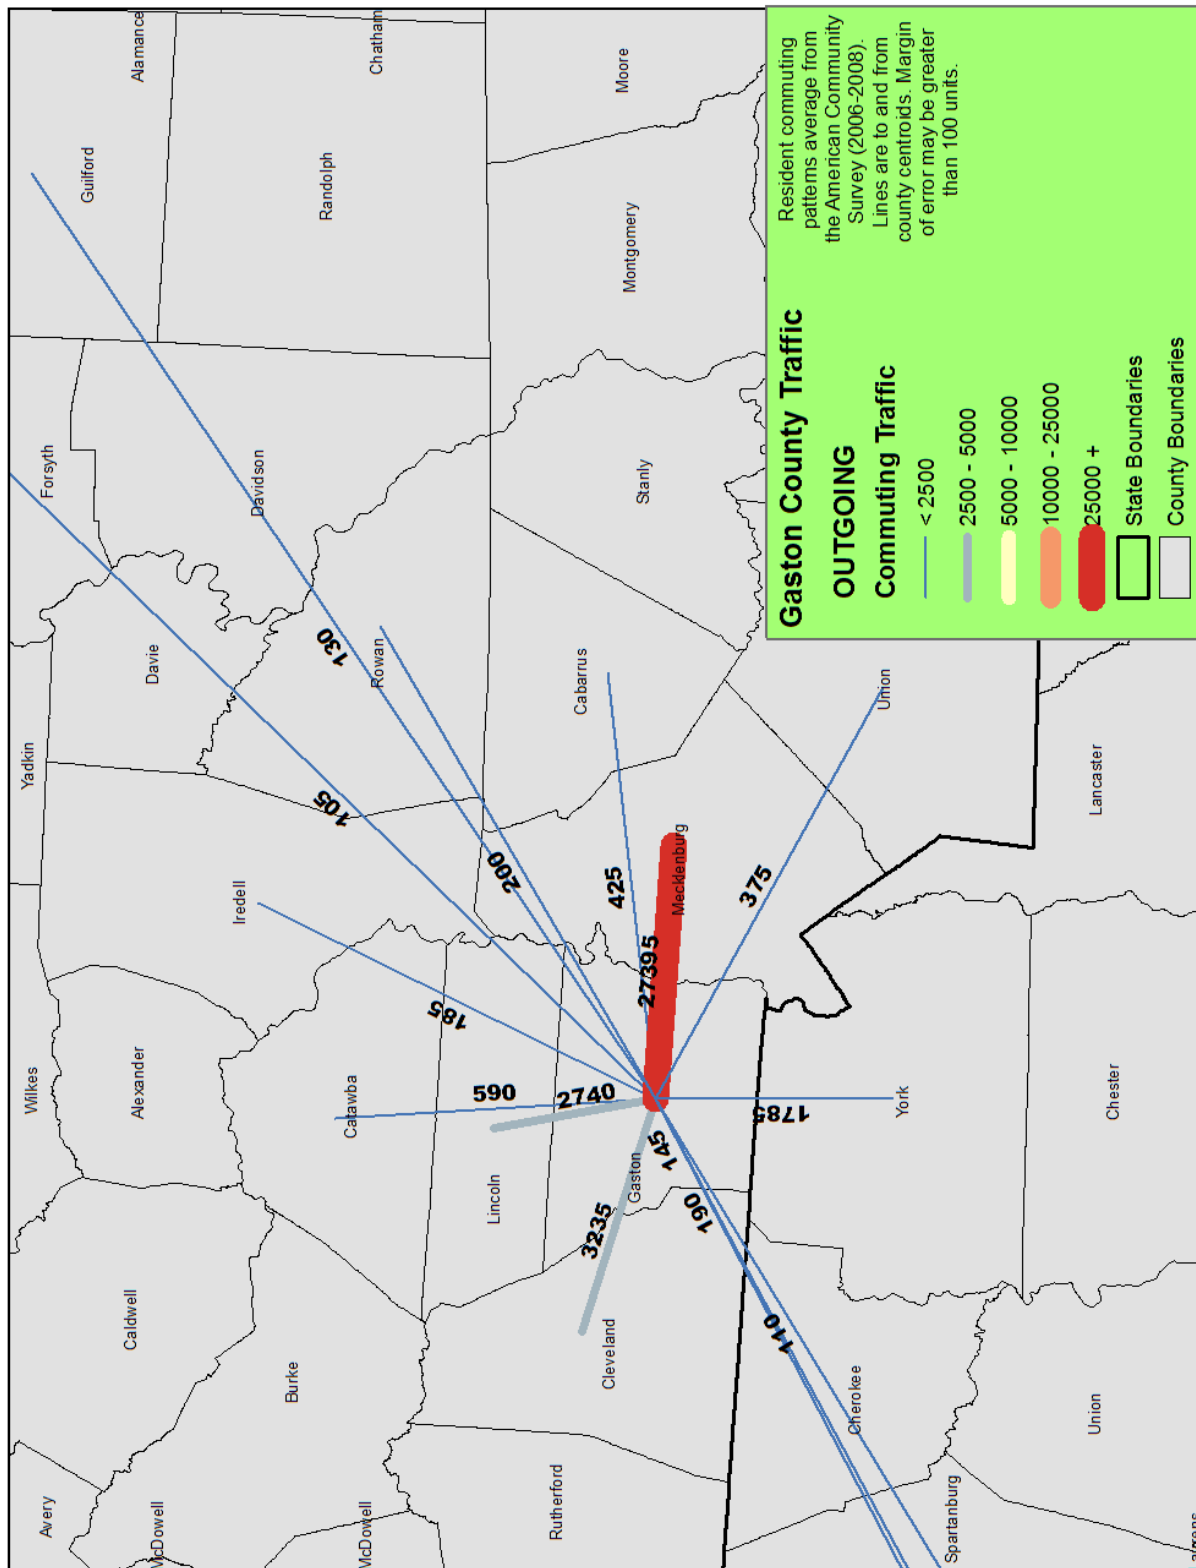 Avery
Wilkes
Yadkin
Forsyth
Guilford
McDowell
Caldwell
Alexander
Davie
Alamance
Iredell
Davidson
Burke
130
Randolph
105
McDowell
Catawba
Rowan
Chatham
185
Lincoln
590
200
Rutherford
2740
Cabarrus
Cleveland
3235
425
Gaston
27395
Stanly
Montgomery
Moore
145
Mecklenburg
190
375
110
1785
Cherokee
York
Union
Spartanburg
Union
Chester
Lancaster
Gaston County Traffic
OUTGOING
Commuting Traffic
< 2500
2500 - 5000
5000 - 10000
10000 - 25000
25000 +
State Boundaries
County Boundaries
Resident commuting
patterns average from
the American Community
Survey (2006-2008).
Lines are to and from
county centroids. Margin
of error may be greater
than 100 units.